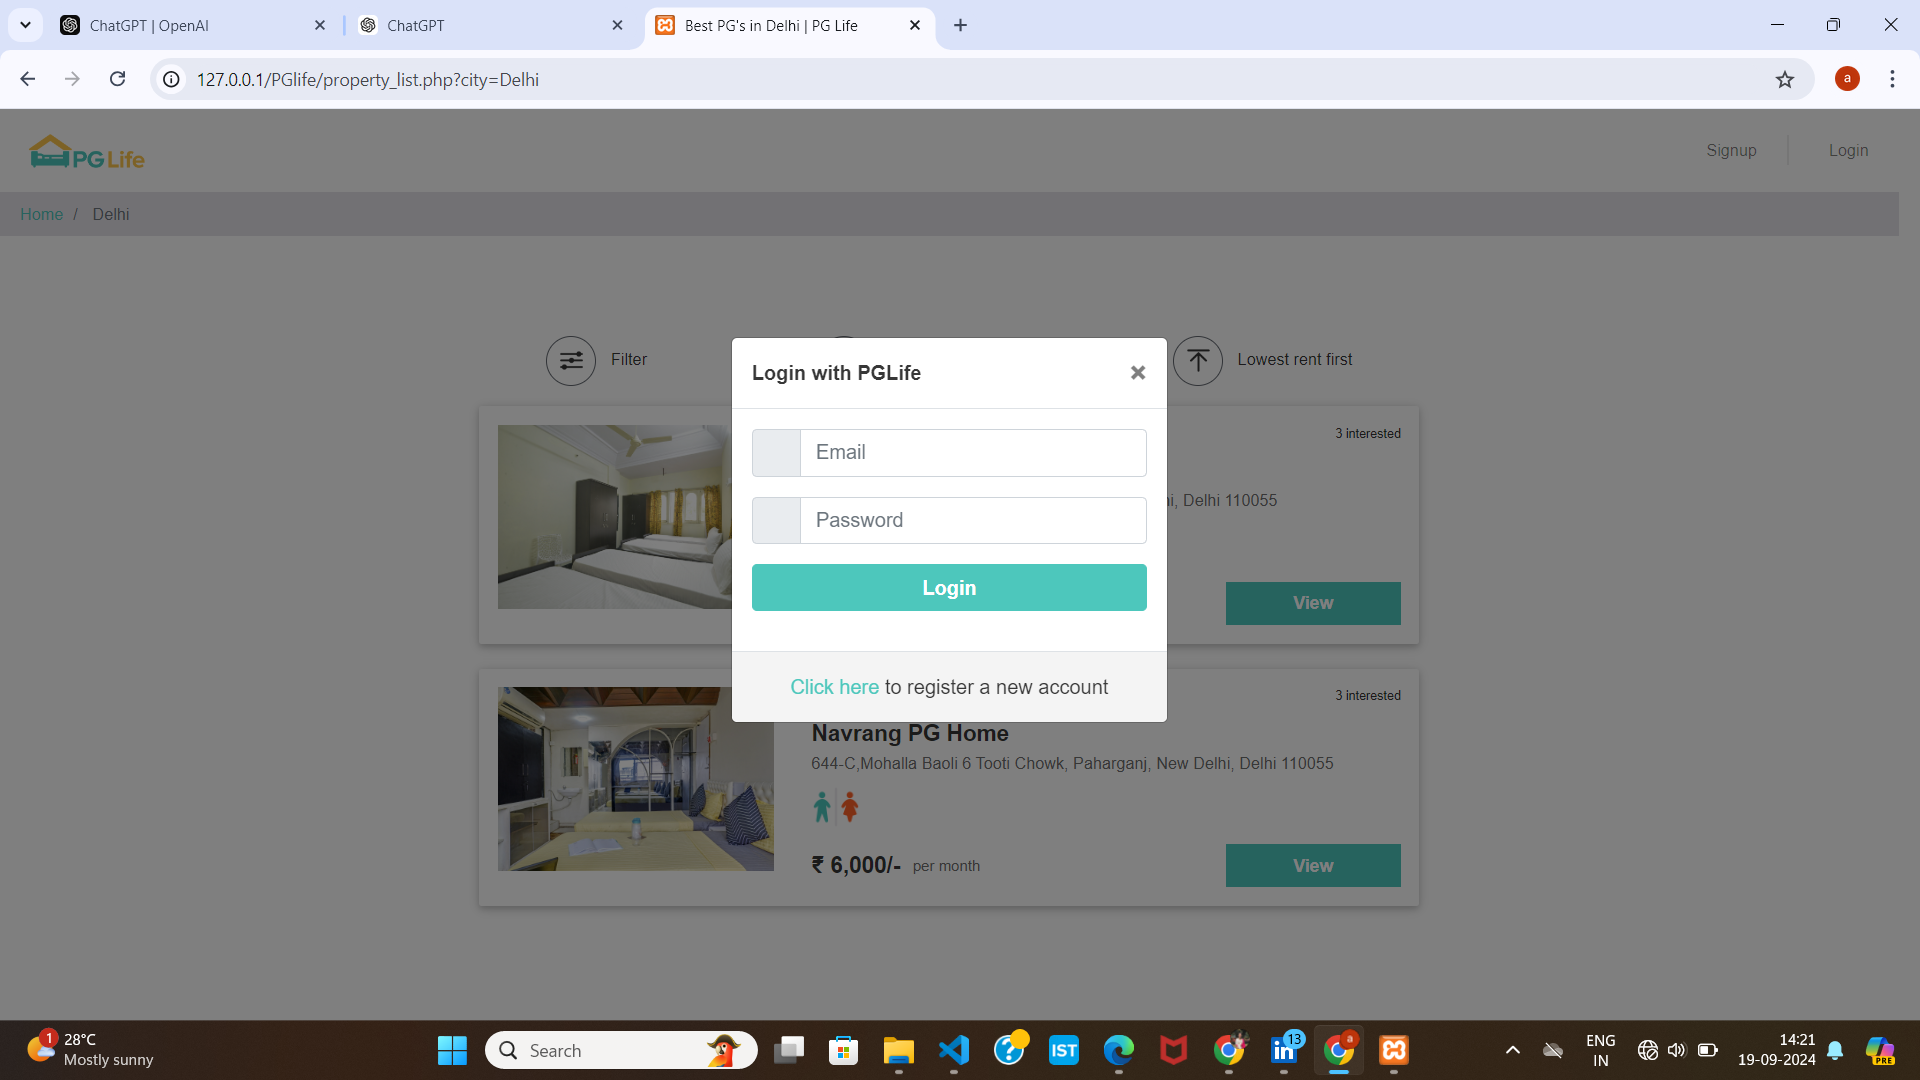 ChatGPT | OpenAI
ChatGPT
Best PG's in Delhi | PG Life
127.0.0.1/PGlife/property_list.php?city=Delhi
a
PG Life
Signup
Login
Home / Delhi
Filter
Lowest rent first
Login with PGLife
×
3 interested
Email
i, Delhi 110055
Password
Login
View
Click here to register a new account
3 interested
Navrang PG Home
644-C,Mohalla Baoli 6 Tooti Chowk, Paharganj, New Delhi, Delhi 110055
₹ 6,000/- per month
View
1
28°C
Mostly sunny
Search
IST
in
13
a
ENG
IN
14:21
19-09-2024
PRE